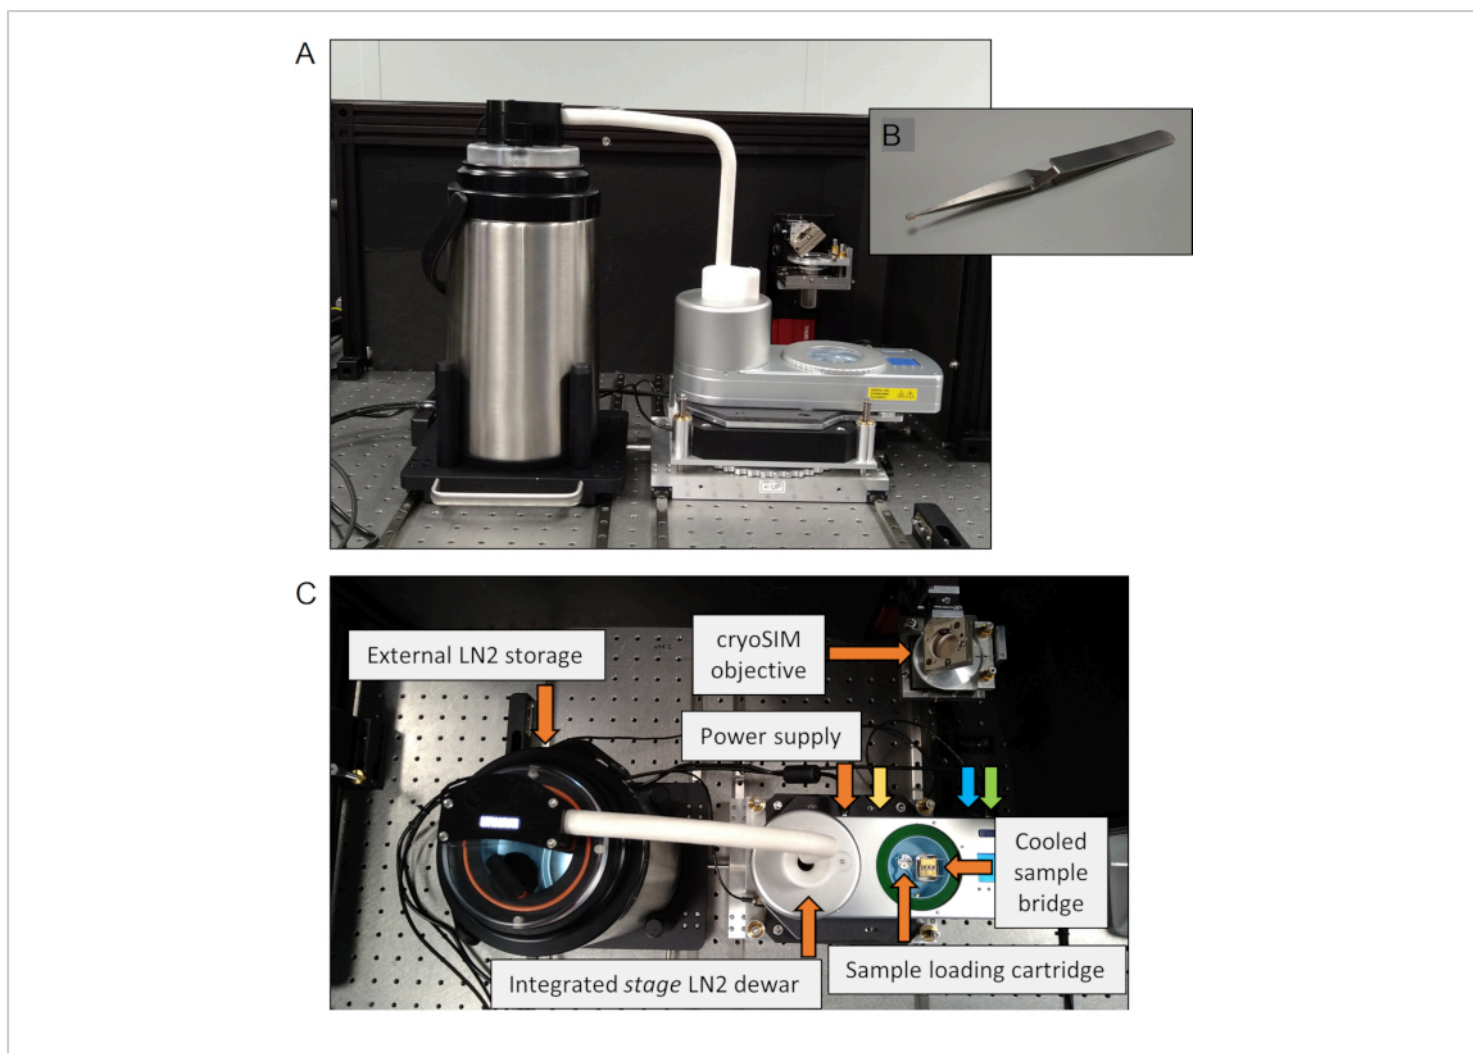 A
B
C
External LN2 storage
cryoSIM
objective
Power supply
Cooled
sample
bridge
Sample loading cartridge
Integrated stage LN2 dewar